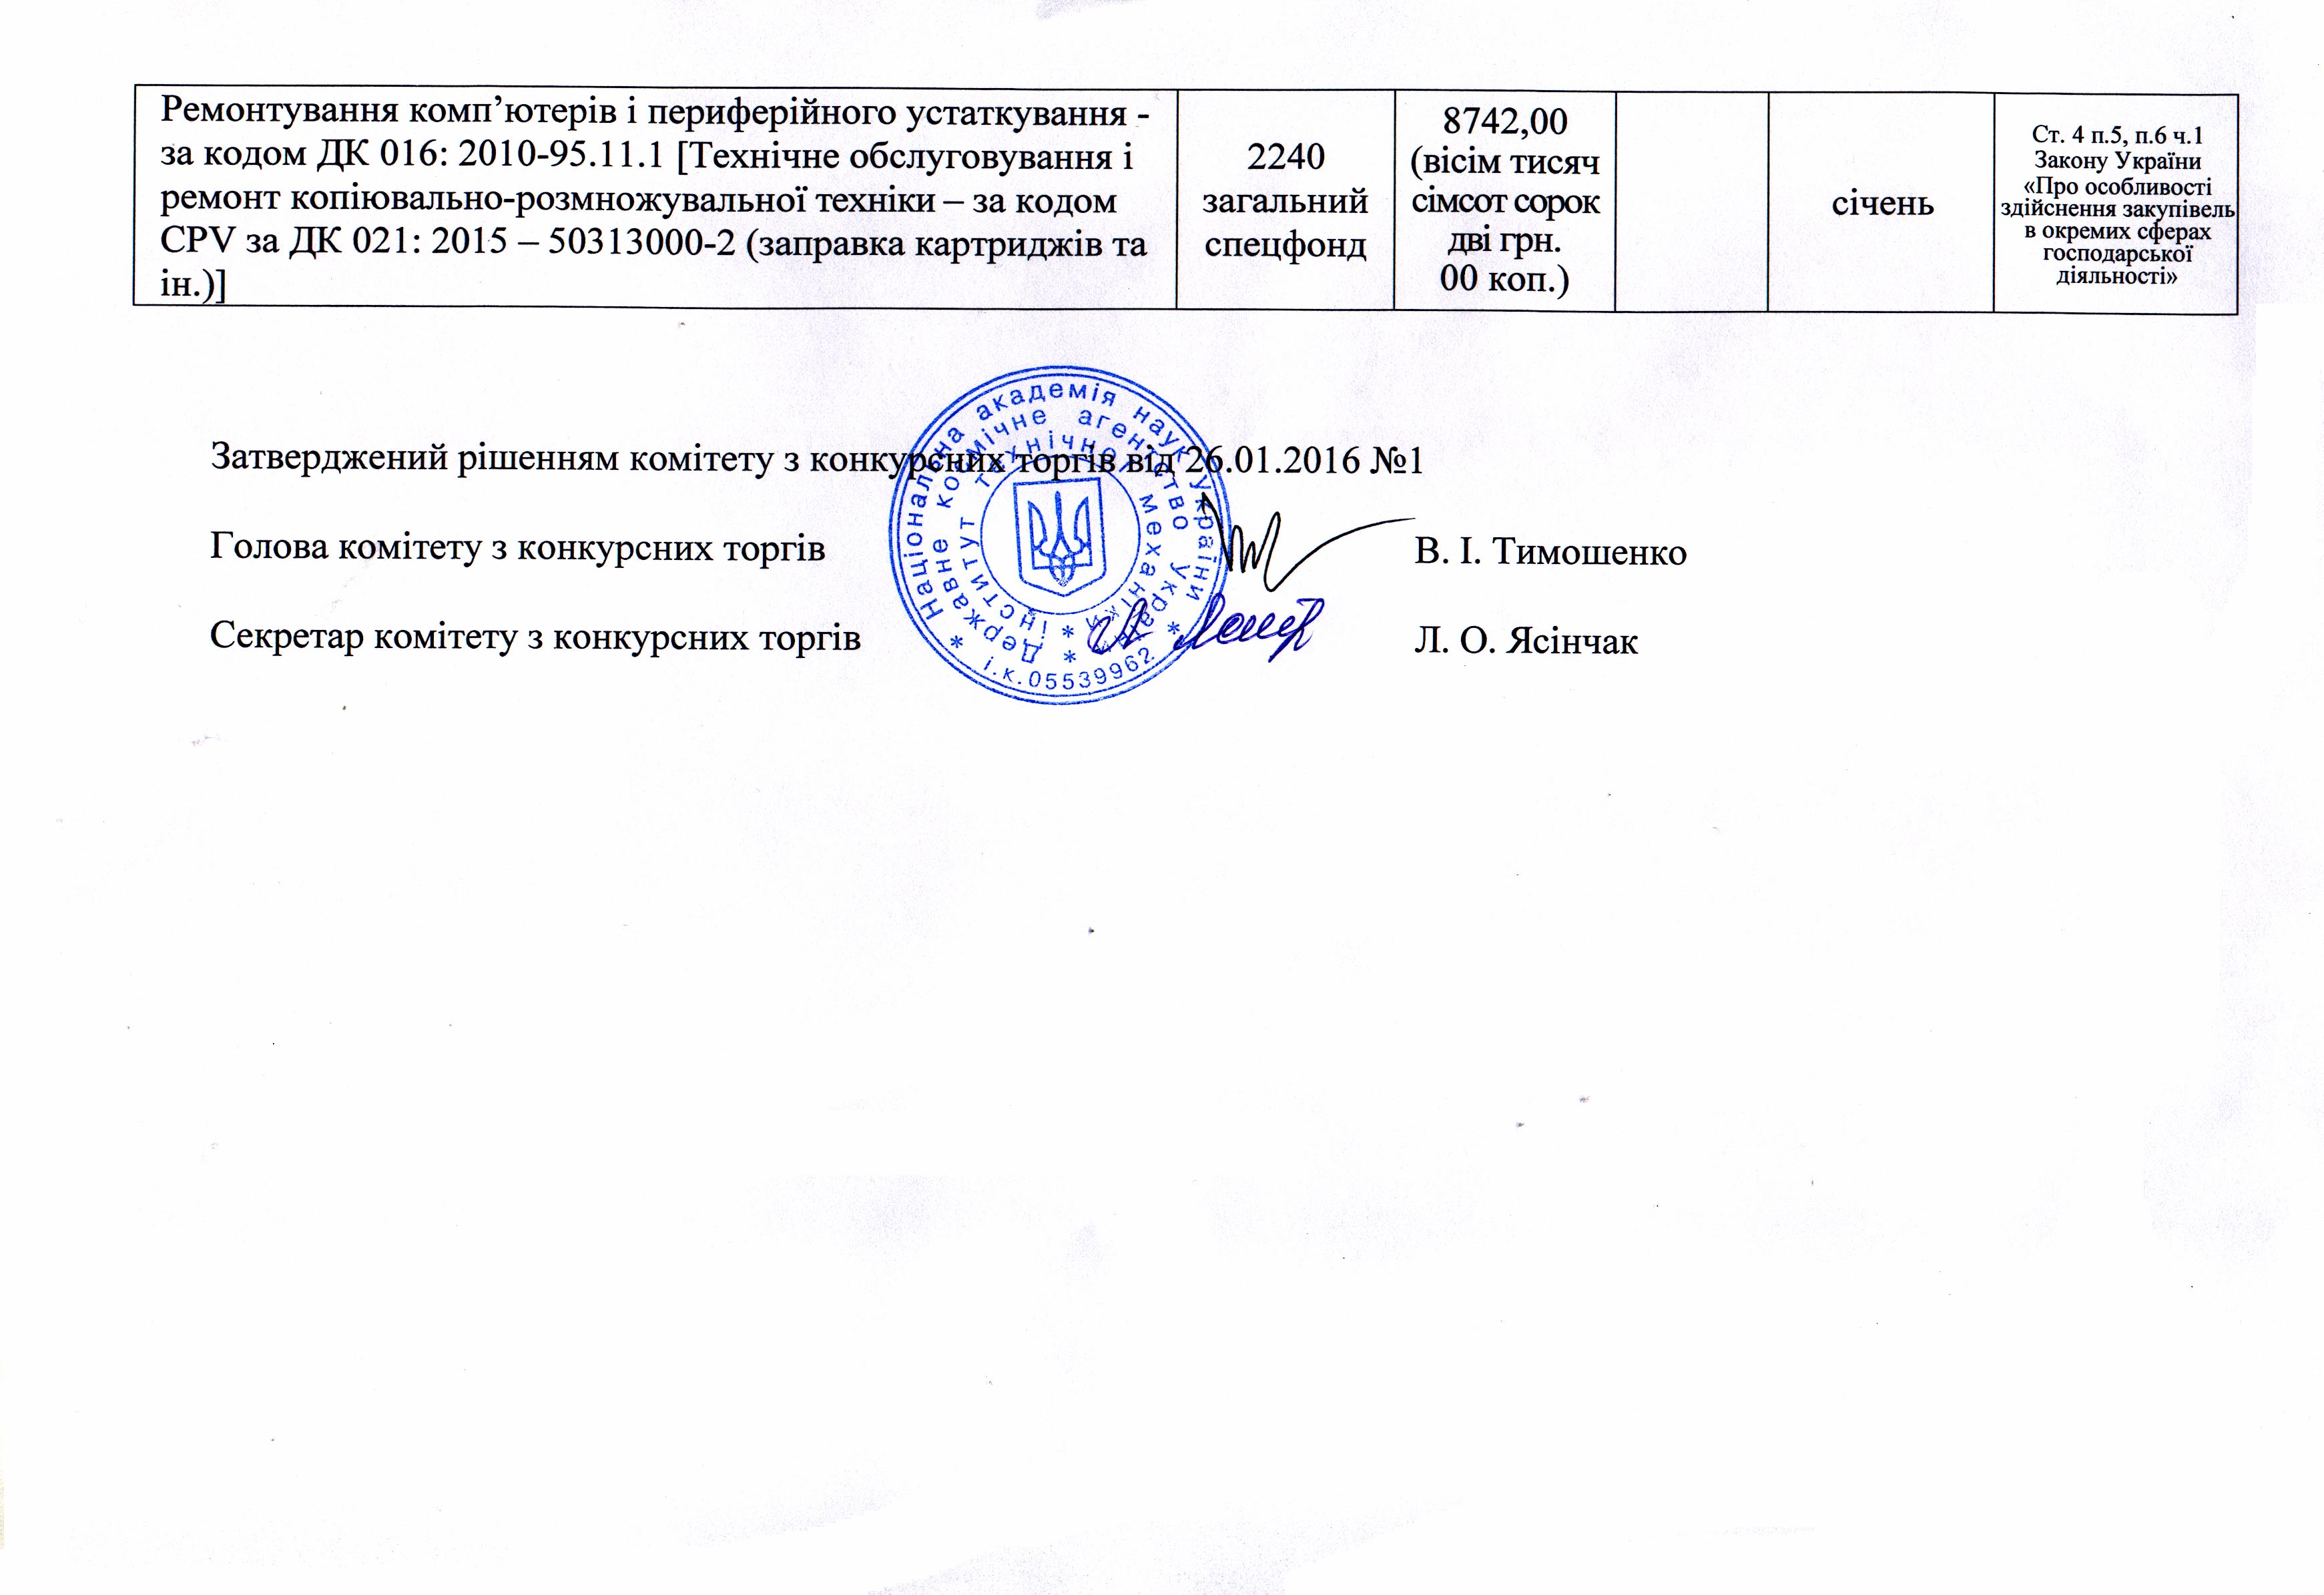 Ремонтування комп’ютерів і периферійного устаткування -
за кодом ДК 016: 2010-95.11.1 [Технічне обслуговування і
ремонт копіювально-розмножувальної техніки – за кодом
CPV за ДК 021: 2015 – 50313000-2 (заправка картриджів та
ін.)]
2240
загальний
спецфонд
8742,00
(вісім тисяч
сімсот сорок
дві грн.
00 коп.)
січень
Ст. 4 п.5, п.6 ч.1
Закону України
«Про особливості
здійснення закупівель
в окремих сферах
господарської
діяльності»
Затверджений рішенням комітету з конкурсних торгів від 26.01.2016 №1
Голова комітету з конкурсних торгів
В. І. Тимошенко
Секретар комітету з конкурсних торгів
Л. О. Ясінчак
* Національна академія наук україни *
і.к.05539962
* Державне космічне агентство україни
* інститут технічної механіки